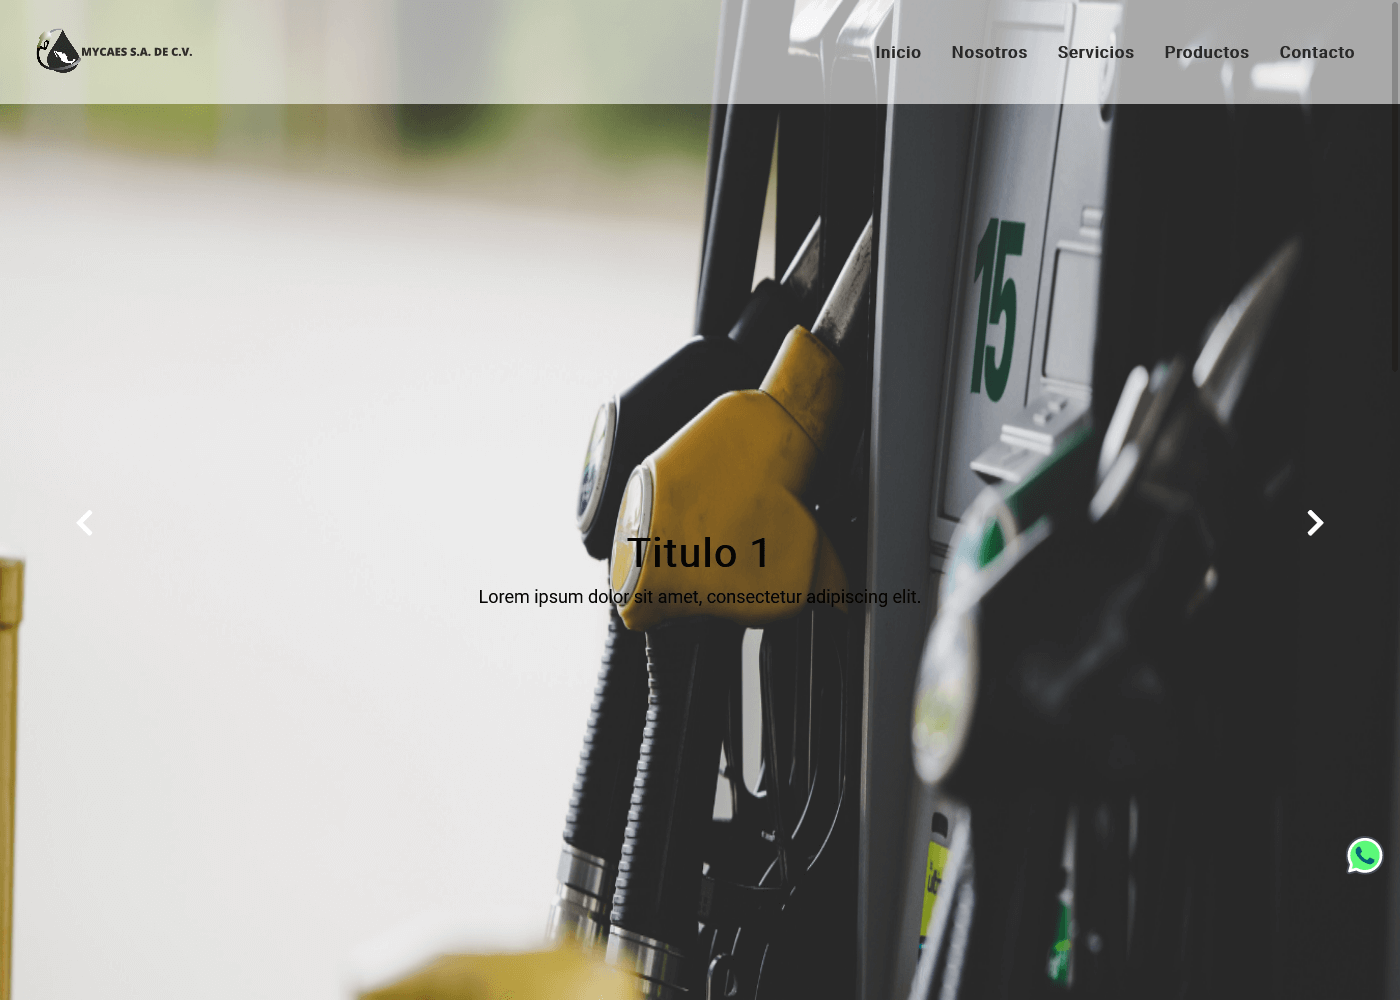 MYCAES S.A. DE C.V.
Inicio Nosotros Servicios Productos Contacto
15
Titulo 1
Lorem ipsum dolor sit amet, consectetur adipiscing elit.